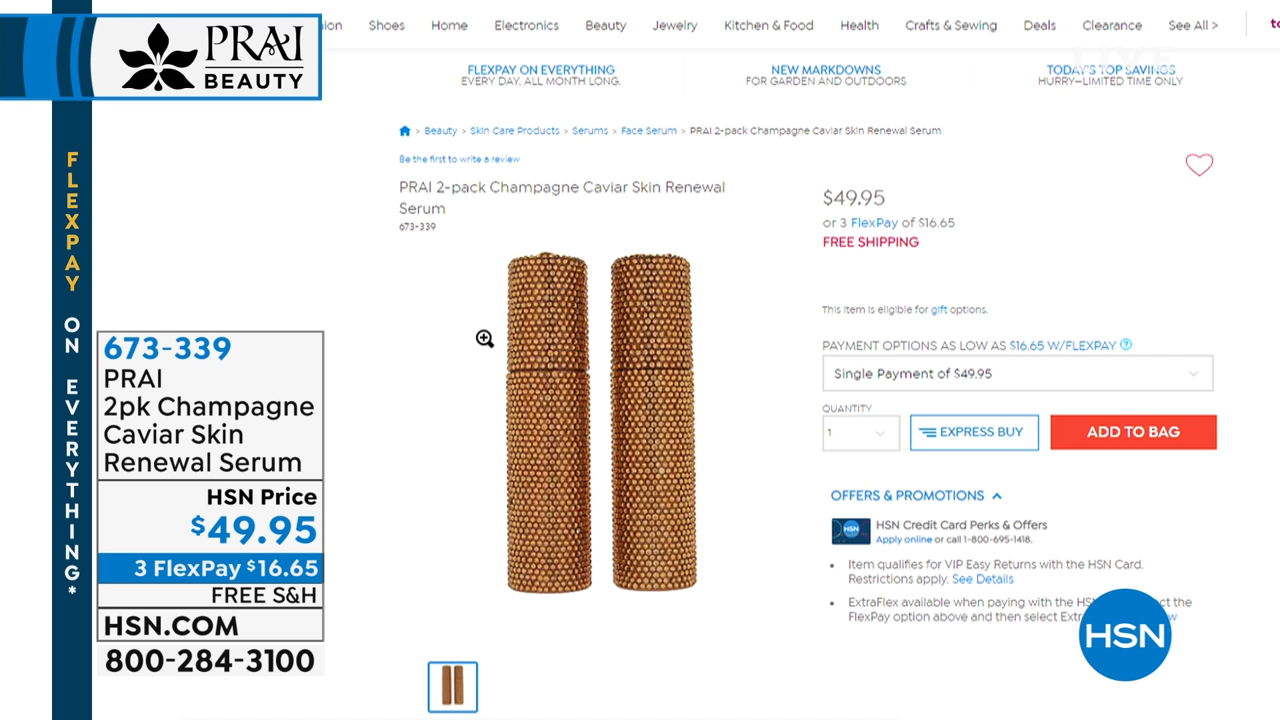 PRAI
BEAUTY
Shoes
Home
Electronics
Beauty
Jewelry
Kitchen & Food
Health
Crafts & Sewing
Deals
Clearance
See All >
FLEXPAY ON EVERYTHING
EVERY DAY, ALL MONTH LONG.
NEW MARKDOWNS
FOR GARDEN AND OUTDOORS
TODAY'S TOP SAVINGS
HURRY—LIMITED TIME ONLY
> Beauty > Skin Care Products > Serums > Face Serum > PRAI 2-pack Champagne Caviar Skin Renewal Serum
Be the first to write a review
PRAI 2-pack Champagne Caviar Skin Renewal
Serum
673-339
$49.95
or 3 FlexPay of $16.65
FREE SHIPPING
This item is eligible for gift options.
PAYMENT OPTIONS AS LOW AS $16.65 W/FLEXPAY ?
Single Payment of $49.95
QUANTITY
1
EXPRESS BUY
ADD TO BAG
OFFERS & PROMOTIONS
HSN
HSN Credit Card Perks & Offers
Apply online or call 1-800-695-1418.
• Item qualifies for VIP Easy Returns with the HSN Card.
Restrictions apply. See Details
• ExtraFlex available when paying with the the
FlexPay option above and then select
HSN
FLEXPAY ON EVERYTHING*
673-339
PRAI
2pk Champagne
Caviar Skin
Renewal Serum
HSN Price
$49.95
3 FlexPay $16.65
FREE S&H
HSN.COM
800-284-3100